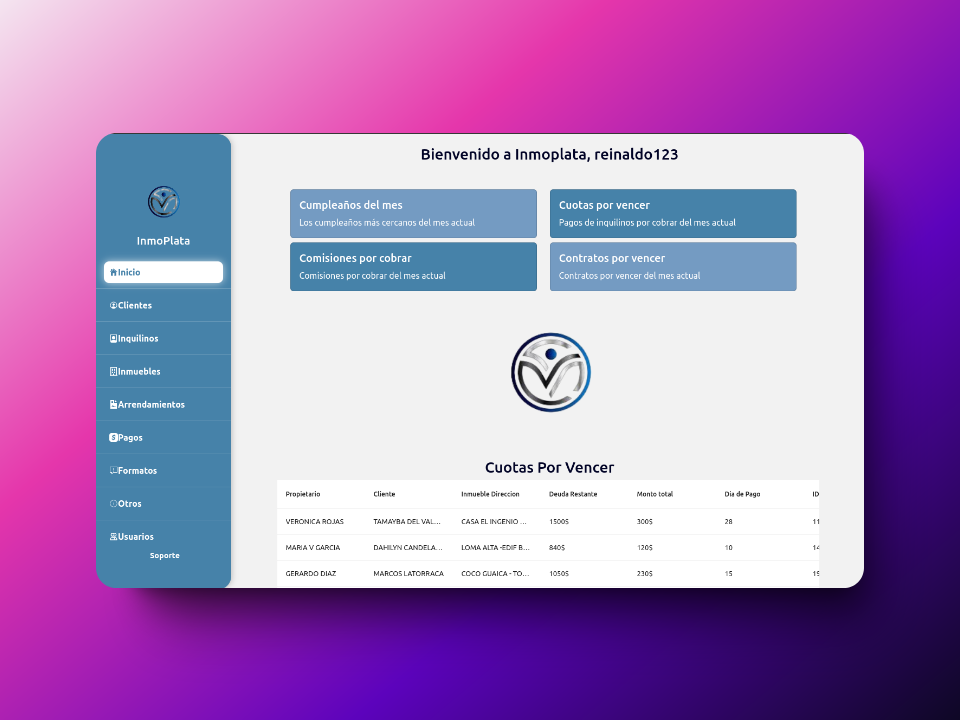 Bienvenido a Inmoplata, reinaldo123
InmoPlata
Inicio
Clientes
Inquilinos
Inmuebles
Arrendamientos
Pagos
Formatos
Otros
Usuarios
Soporte
Cumpleaños del mes
Los cumpleaños más cercanos del mes actual
Cuotas por vencer
Pagos de inquilinos por cobrar del mes actual
Comisiones por cobrar
Comisiones por cobrar del mes actual
Contratos por vencer
Contratos por vencer del mes actual
Cuotas Por Vencer
Propietario Cliente Inmueble Direccion Deuda Restante Monto total Dia de Pago ID
VERONICA ROJAS TAMAYBA DEL VAL... CASA EL INGENIO ... 1500$ 300$ 28 11
MARIA V GARCIA DAHILYN CANDELA... LOMA ALTA -EDIF B... 840$ 120$ 10 14
GERARDO DIAZ MARCOS LATORRACA COCO GUAICA - TO... 1050$ 230$ 15 19